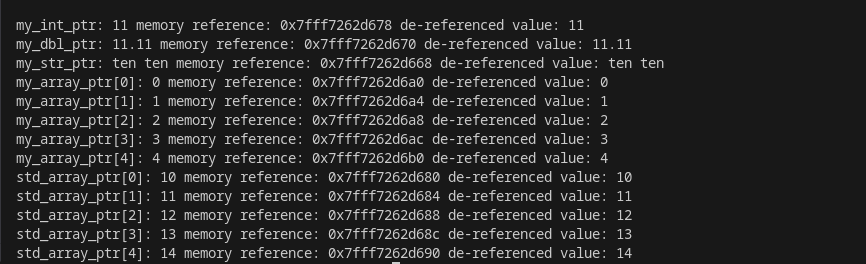 my_int_ptr: 11 memory reference: 0x7fff7262d678 de-referenced value: 11
my_dbl_ptr: 11.11 memory reference: 0x7fff7262d670 de-referenced value: 11.11
my_str_ptr: ten ten memory reference: 0x7fff7262d668 de-referenced value: ten ten
my_array_ptr[0]: 0 memory reference: 0x7fff7262d6a0 de-referenced value: 0
my_array_ptr[1]: 1 memory reference: 0x7fff7262d6a4 de-referenced value: 1
my_array_ptr[2]: 2 memory reference: 0x7fff7262d6a8 de-referenced value: 2
my_array_ptr[3]: 3 memory reference: 0x7fff7262d6ac de-referenced value: 3
my_array_ptr[4]: 4 memory reference: 0x7fff7262d6b0 de-referenced value: 4
std_array_ptr[0]: 10 memory reference: 0x7fff7262d680 de-referenced value: 10
std_array_ptr[1]: 11 memory reference: 0x7fff7262d684 de-referenced value: 11
std_array_ptr[2]: 12 memory reference: 0x7fff7262d688 de-referenced value: 12
std_array_ptr[3]: 13 memory reference: 0x7fff7262d68c de-referenced value: 13
std_array_ptr[4]: 14 memory reference: 0x7fff7262d690 de-referenced value: 14